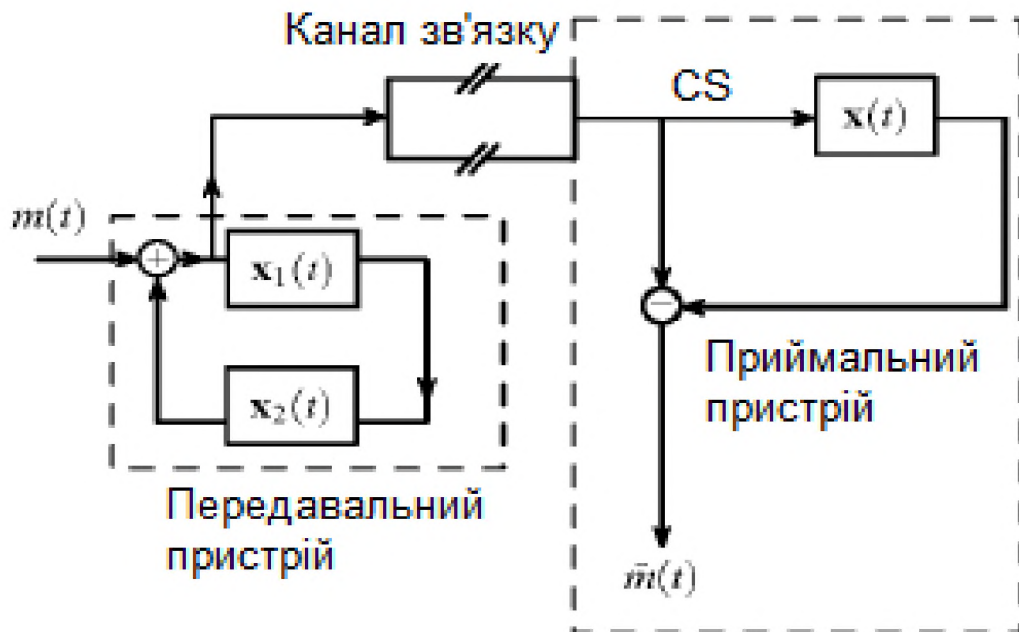 Канал зв'язку
CS
x(t)
m(t)
+
x₁(t)
−
Приймальний
пристрій
x₂(t)
Передавальний
пристрій
m̃(t)